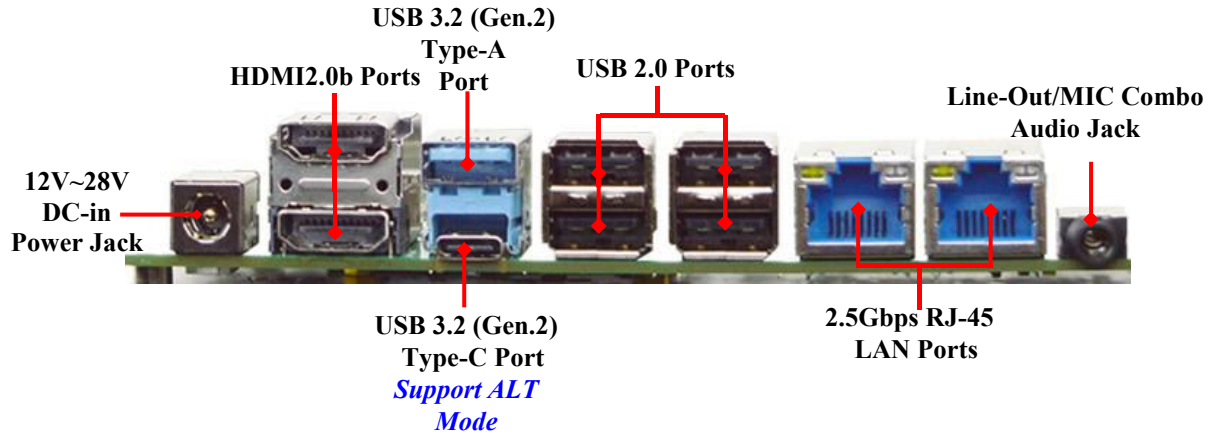 USB 3.2 (Gen.2)
Type-A
Port
HDMI2.0b Ports
USB 2.0 Ports
Line-Out/MIC Combo
Audio Jack
12V~28V
DC-in
Power Jack
USB 3.2 (Gen.2)
Type-C Port
Support ALT
Mode
2.5Gbps RJ-45
LAN Ports